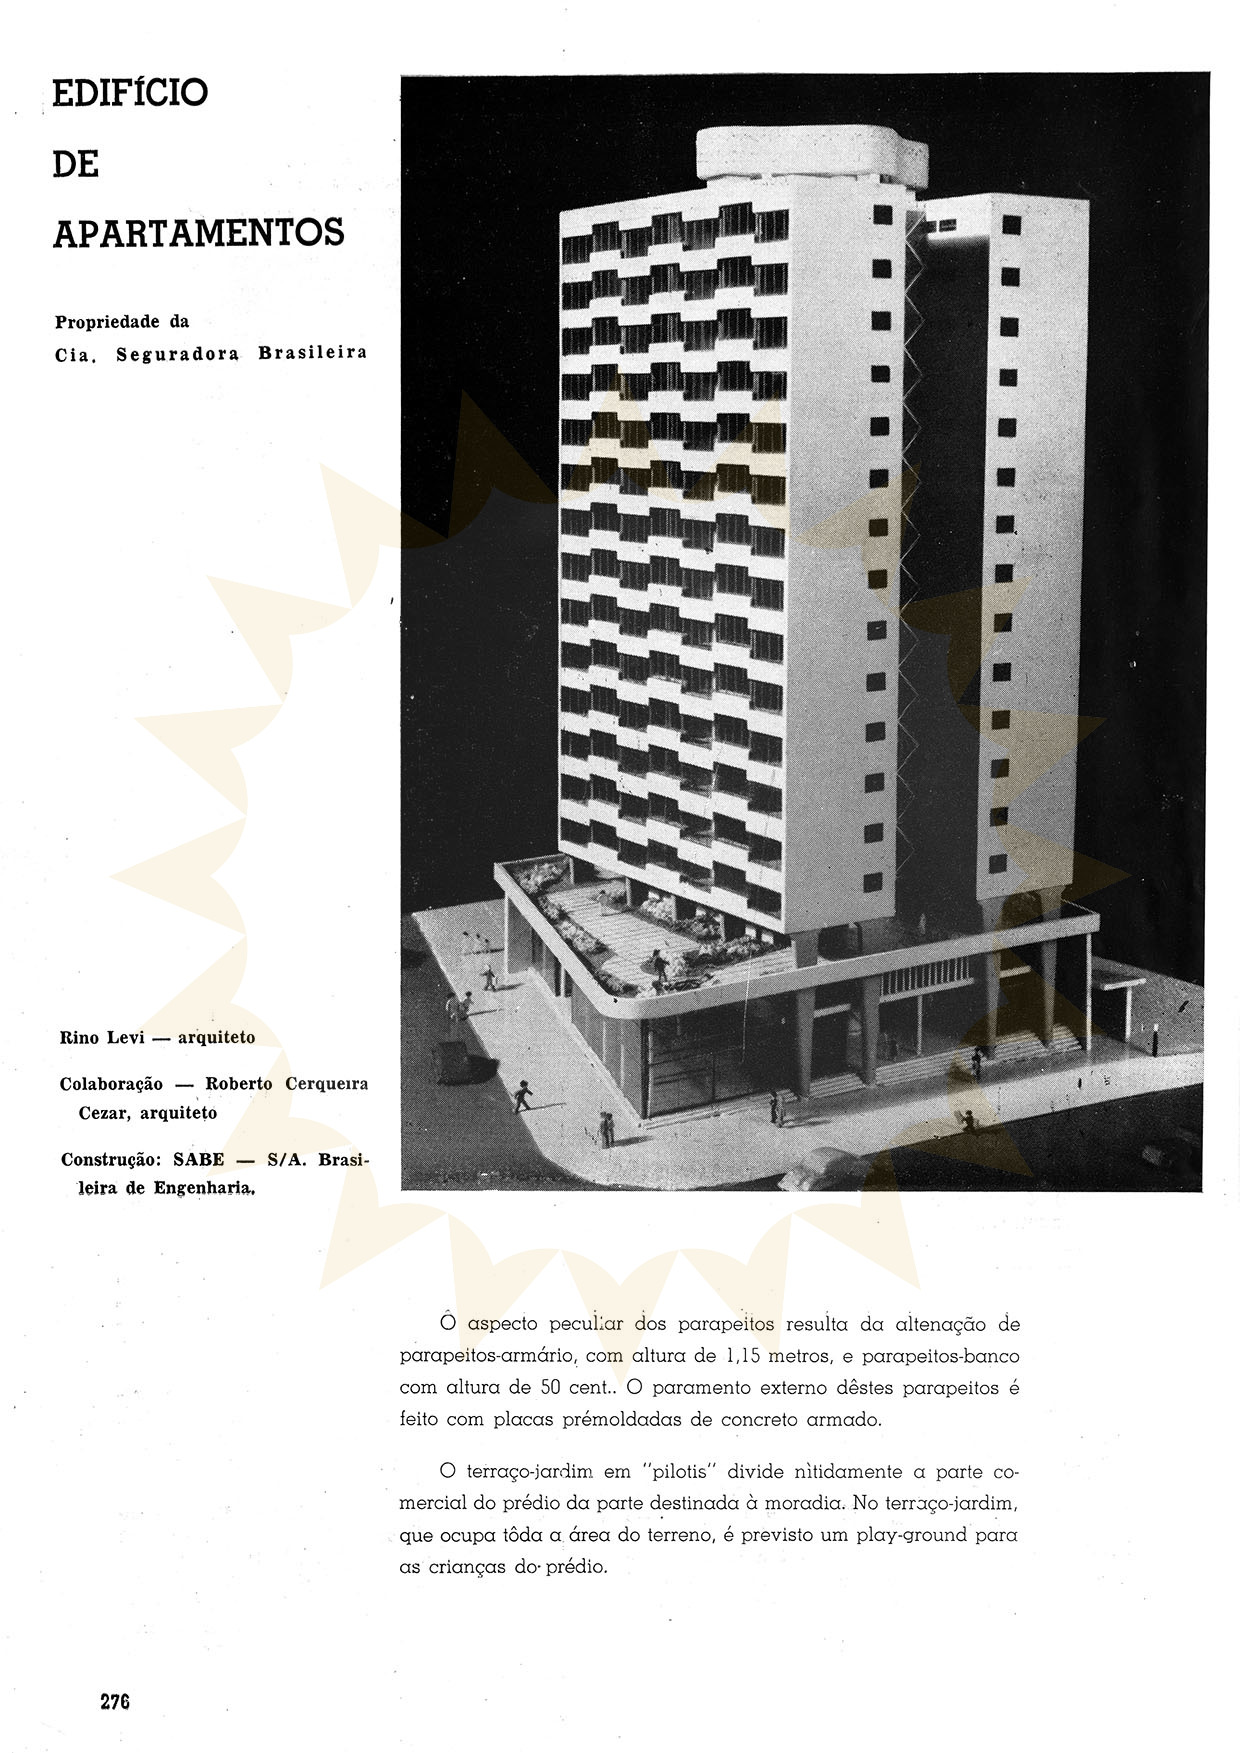 EDIFÍCIO
DE
APARTAMENTOS
Propriedade da
Cia. Seguradora Brasileira
Rino Levi — arquiteto
Colaboração — Roberto Cerqueira
Cezar, arquiteto
Construção: SABE — S/A. Brasi-
leira de Engenharia.
O aspecto peculiar dos parapeitos resulta da altenação de
parapeitos-armário, com altura de 1,15 metros, e parapeitos-banco
com altura de 50 cent.. O paramento externo dêstes parapeitos é
feito com placas prémoldadas de concreto armado.
O terraço-jardim em "pilotis" divide nìtidamente a parte co-
mercial do prédio da parte destinada à moradia. No terraço-jardim,
que ocupa tôda a área do terreno, é previsto um play-ground para
as crianças do prédio.
276